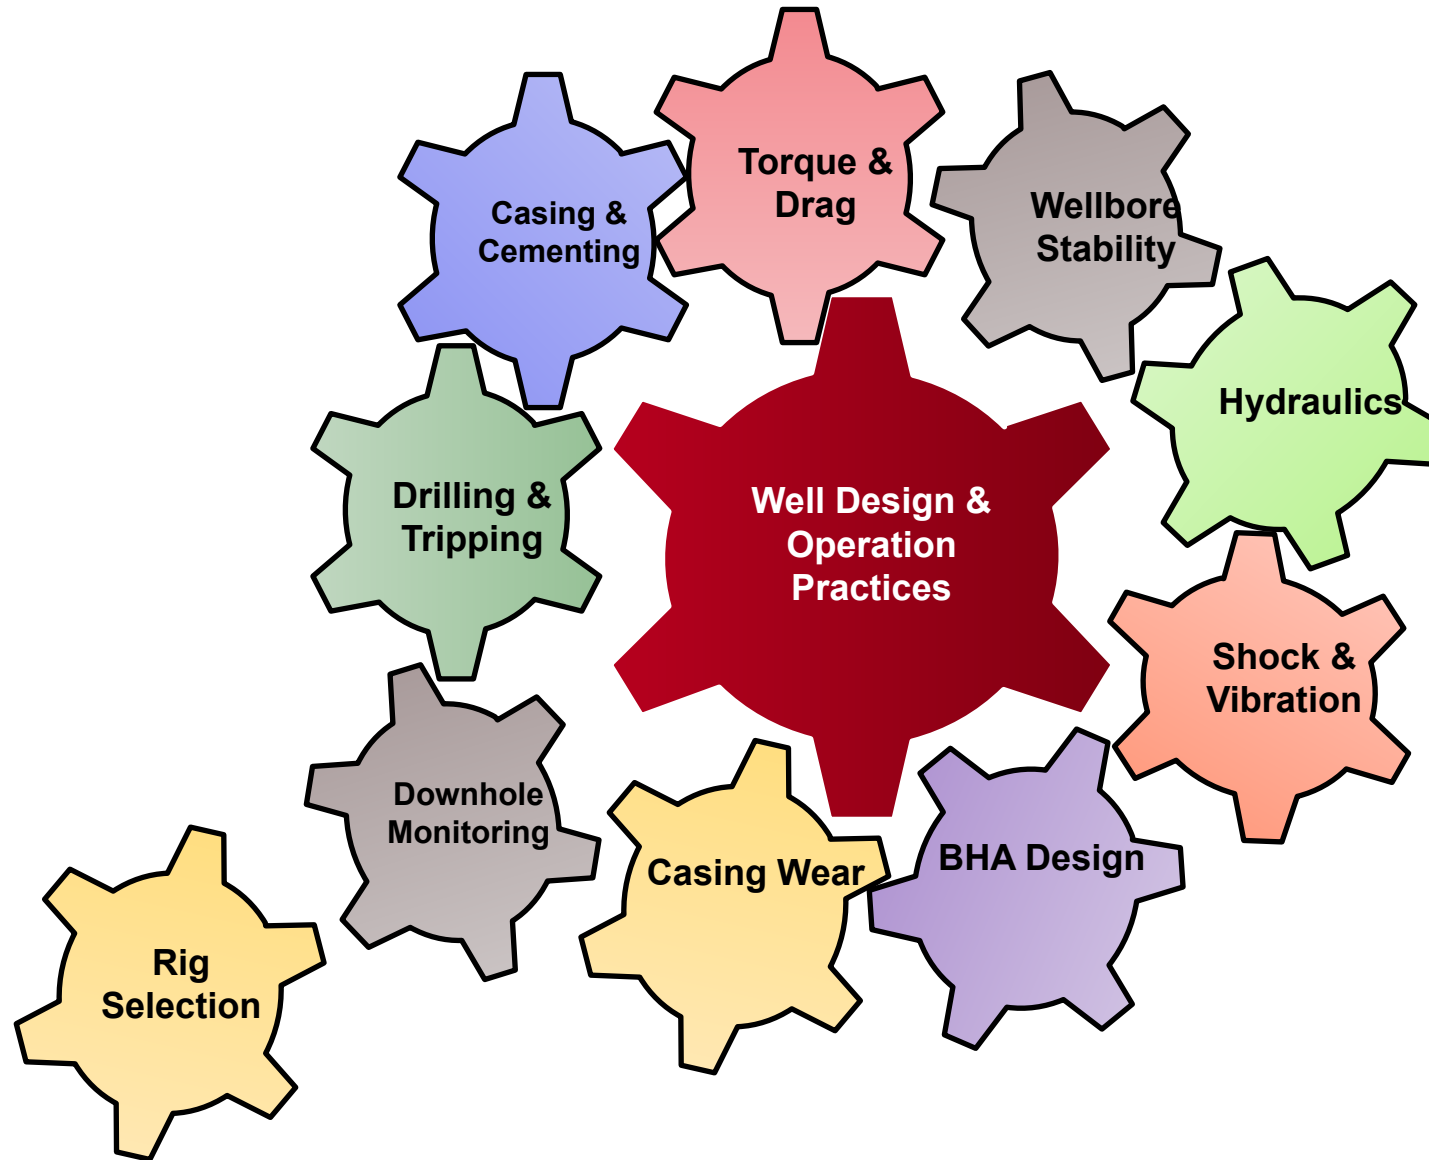 Torque &
Drag
Casing &
Cementing
Wellbore
Stability
Hydraulics
Drilling &
Tripping
Well Design &
Operation
Practices
Shock &
Vibration
Downhole
Monitoring
Casing Wear
BHA Design
Rig
Selection